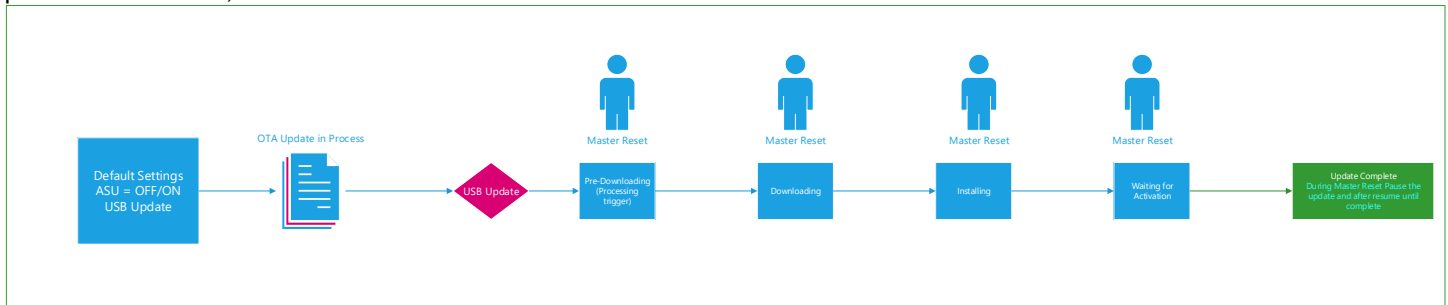 Default Settings
ASU = OFF/ON
USB Update
OTA Update in Process
USB Update
Master Reset
Pre-Downloading
(Processing
trigger)
Master Reset
Downloading
Master Reset
Installing
Master Reset
Waiting for
Activation
Update Complete
During Master Reset Pause the
update and after resume until
complete